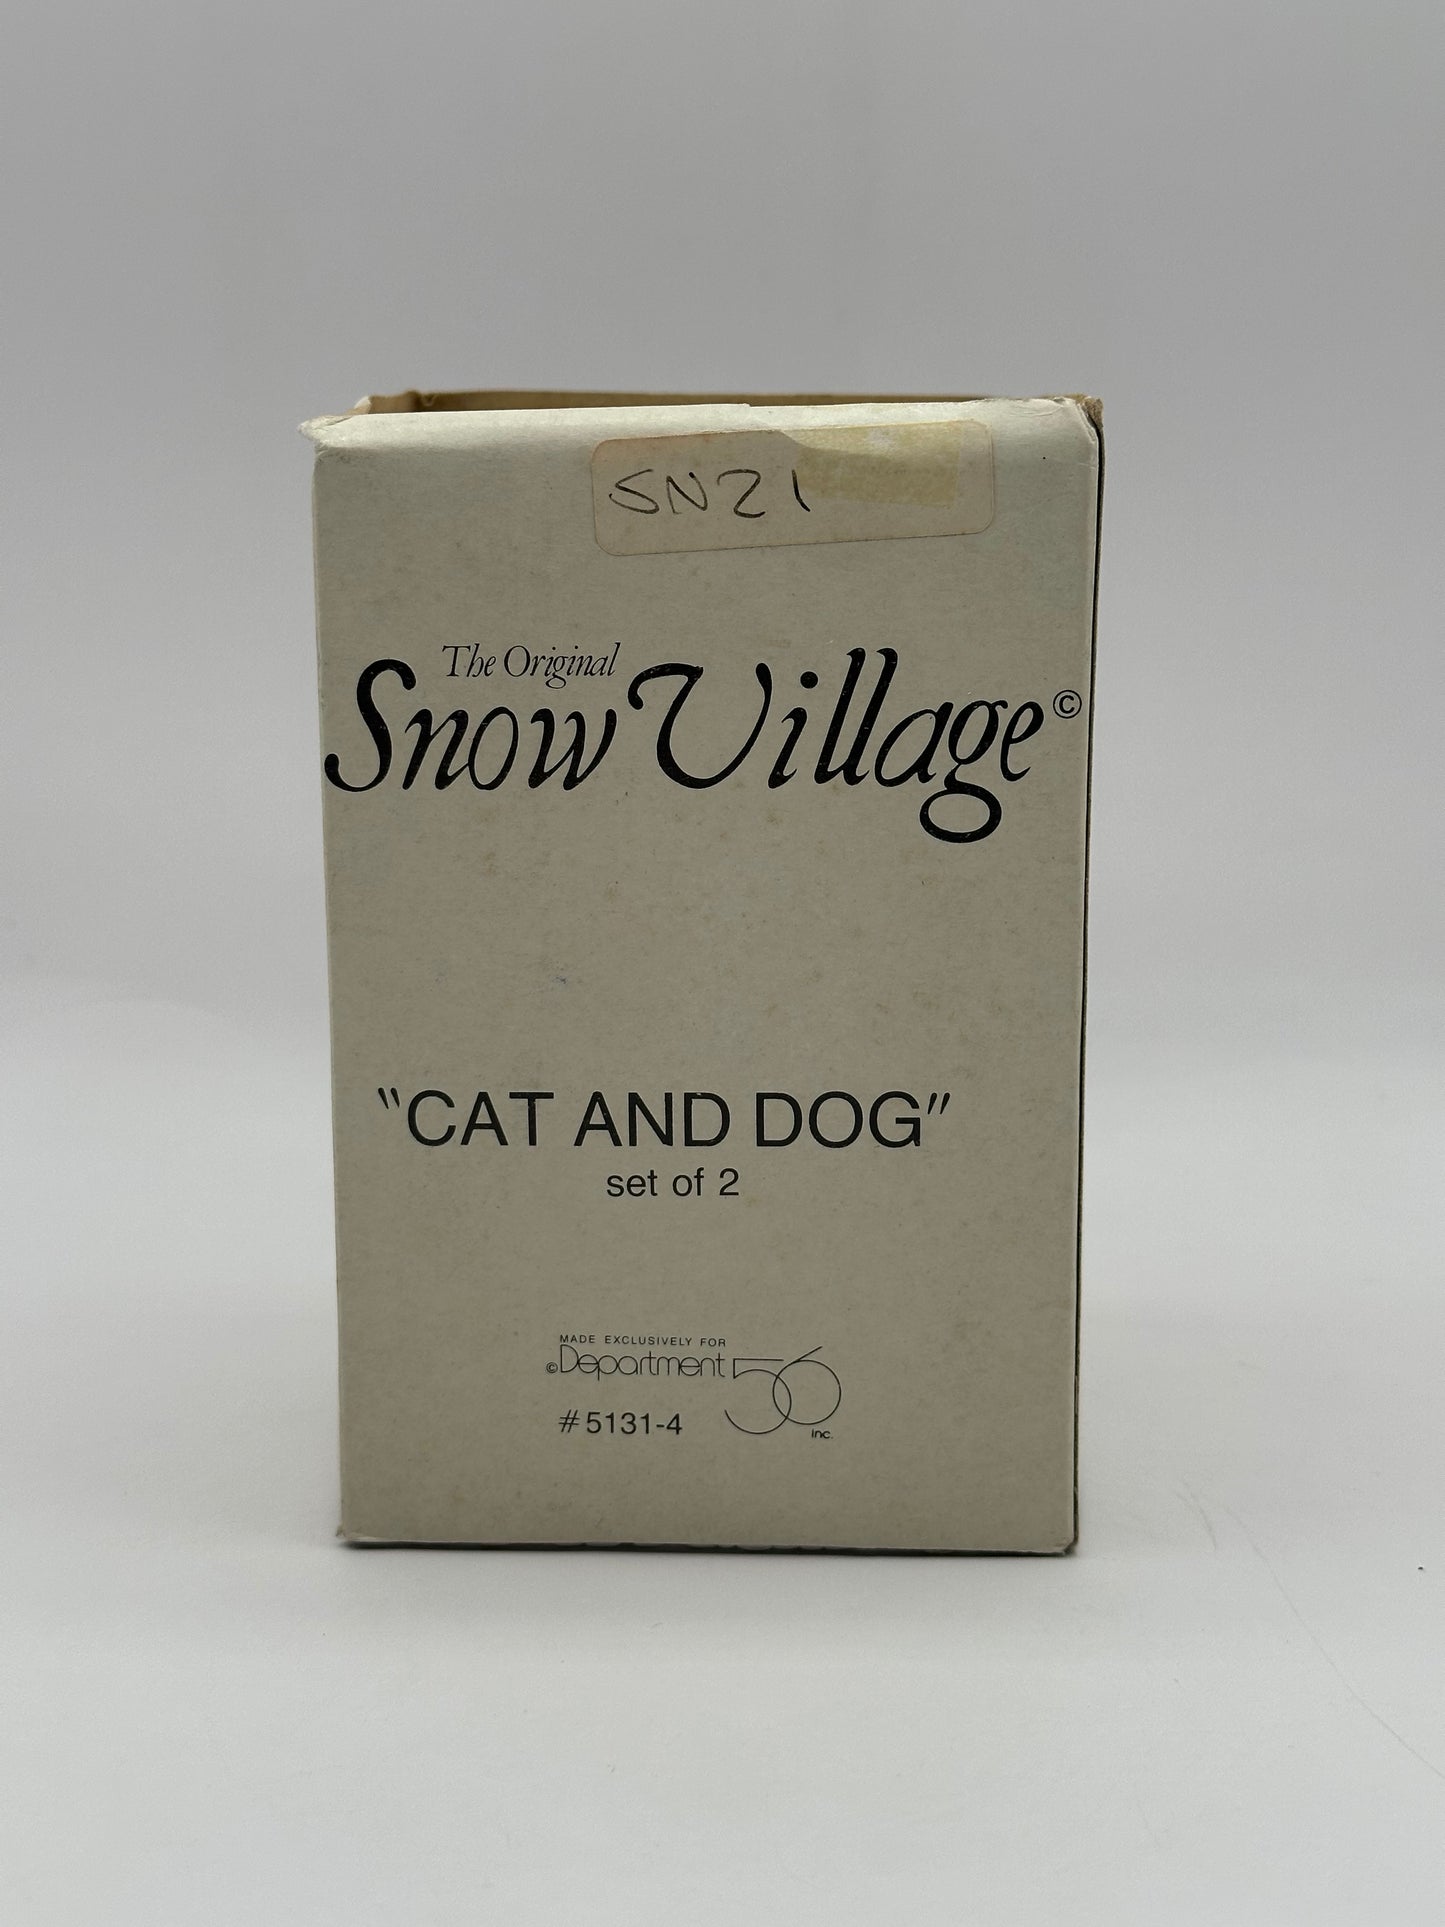 SN21
The Original
Snow Village©
"CAT AND DOG"
set of 2
MADE EXCLUSIVELY FOR
©Department 56
inc.
#5131-4